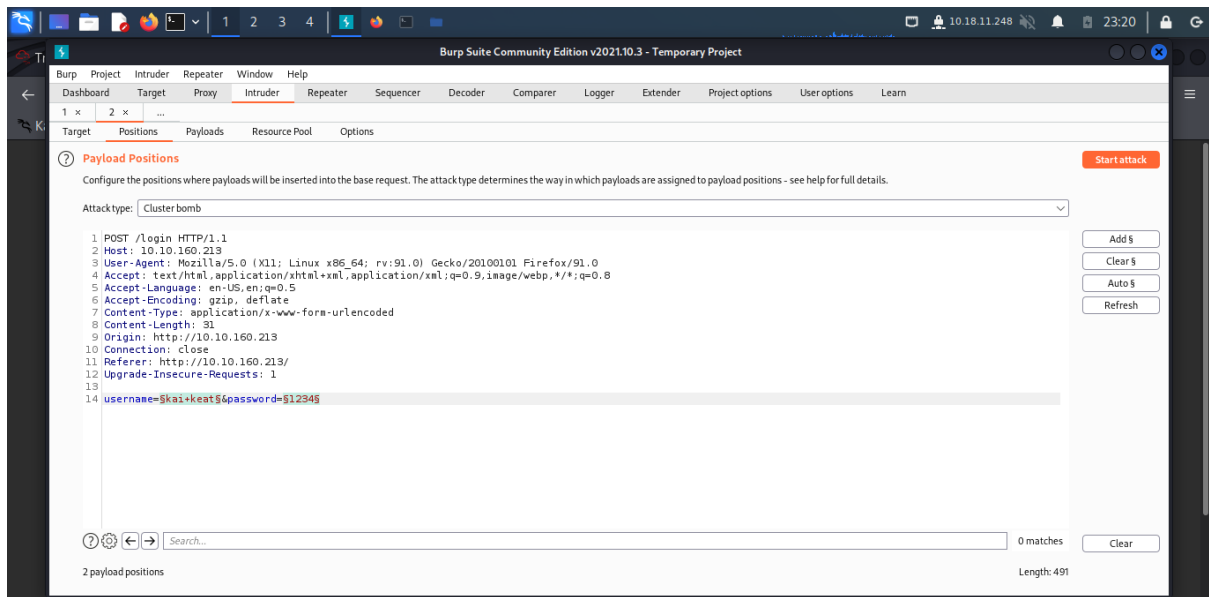 1 2 3 4 10.18.11.248 23:20
Burp Suite Community Edition v2021.10.3 - Temporary Project
Burp Project Intruder Repeater Window Help
Dashboard Target Proxy Intruder Repeater Sequencer Decoder Comparer Logger Extender Project options User options Learn
1 × 2 × ...
Target Positions Payloads Resource Pool Options
? Payload Positions Start attack
Configure the positions where payloads will be inserted into the base request. The attack type determines the way in which payloads are assigned to payload positions - see help for full details.
Attack type: Cluster bomb
1 POST /login HTTP/1.1 Add §
2 Host: 10.10.160.213
3 User-Agent: Mozilla/5.0 (X11; Linux x86_64; rv:91.0) Gecko/20100101 Firefox/91.0 Clear §
4 Accept: text/html,application/xhtml+xml,application/xml;q=0.9,image/webp,*/*;q=0.8
5 Accept-Language: en-US,en;q=0.5 Auto §
6 Accept-Encoding: gzip, deflate
7 Content-Type: application/x-www-form-urlencoded Refresh
8 Content-Length: 31
9 Origin: http://10.10.160.213
10 Connection: close
11 Referer: http://10.10.160.213/
12 Upgrade-Insecure-Requests: 1
13
14 username=§kai+keat§&password=§1234§
? Search... 0 matches Clear
2 payload positions Length: 491